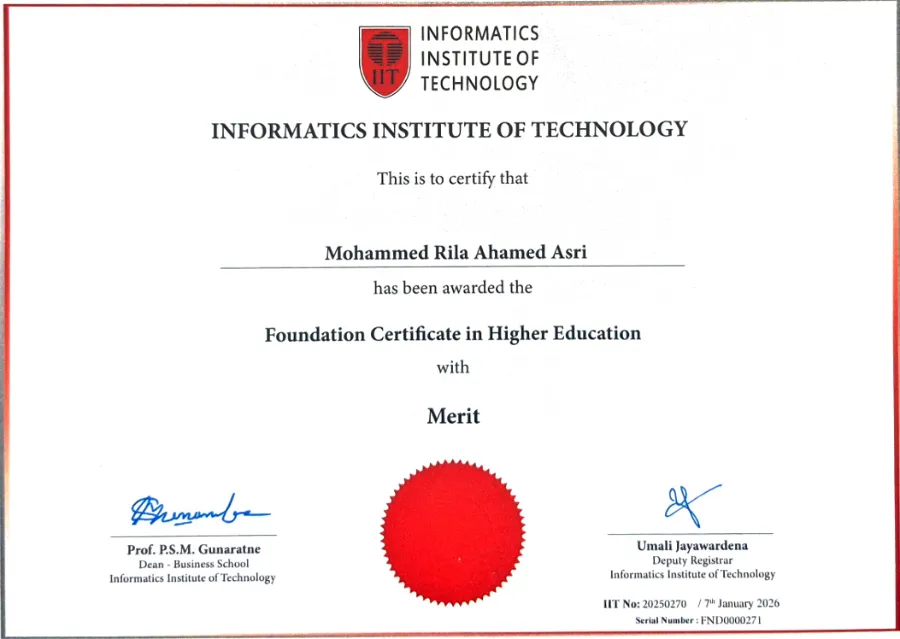 IIT
INFORMATICS
INSTITUTE OF
TECHNOLOGY
INFORMATICS INSTITUTE OF TECHNOLOGY
This is to certify that
Mohammed Rila Ahamed Asri
has been awarded the
Foundation Certificate in Higher Education
with
Merit
Prof. P.S.M. Gunaratne
Dean - Business School
Informatics Institute of Technology
Umali Jayawardena
Deputy Registrar
Informatics Institute of Technology
IIT No: 20250270 / 7th January 2026
Serial Number : FND0000271